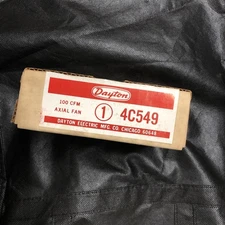 Dayton
100 CFM
AXIAL FAN
1
4C549
DAYTON ELECTRIC MFG. CO. CHICAGO 60648